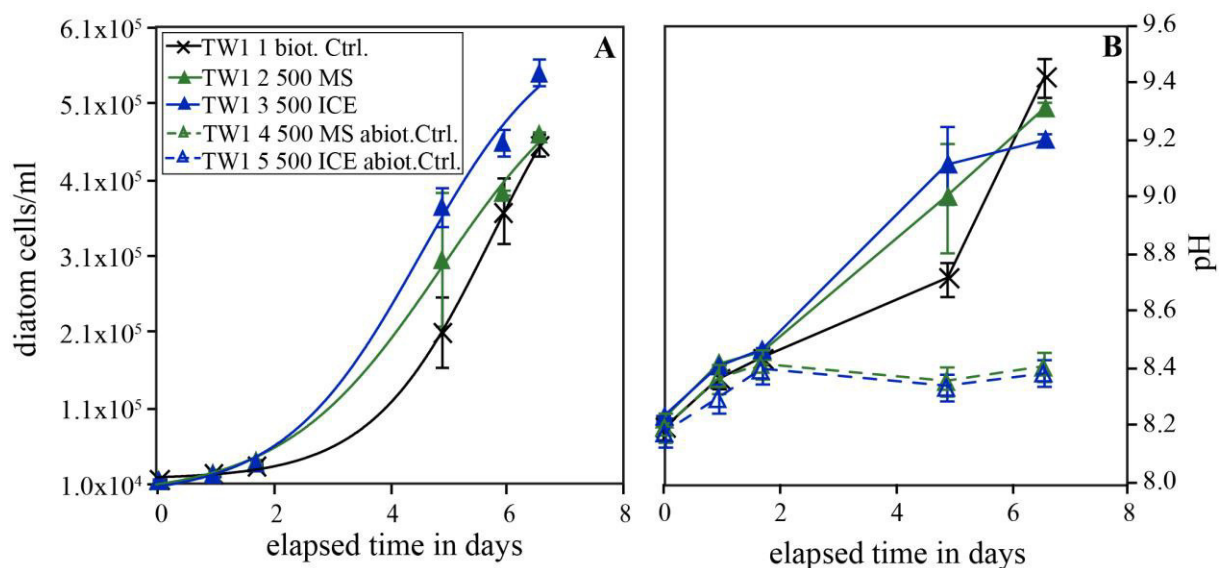 6.1x10⁵
5.1x10⁵
4.1x10⁵
3.1x10⁵
2.1x10⁵
1.1x10⁵
1.0x10⁴
diatom cells/ml
TW1 1 biot. Ctrl.
TW1 2 500 MS
TW1 3 500 ICE
TW1 4 500 MS abiot.Ctrl.
TW1 5 500 ICE abiot.Ctrl.
A
0 2 4 6 8
elapsed time in days
B
9.6
9.4
9.2
9.0
8.8
8.6
8.4
8.2
8.0
pH
0 2 4 6 8
elapsed time in days